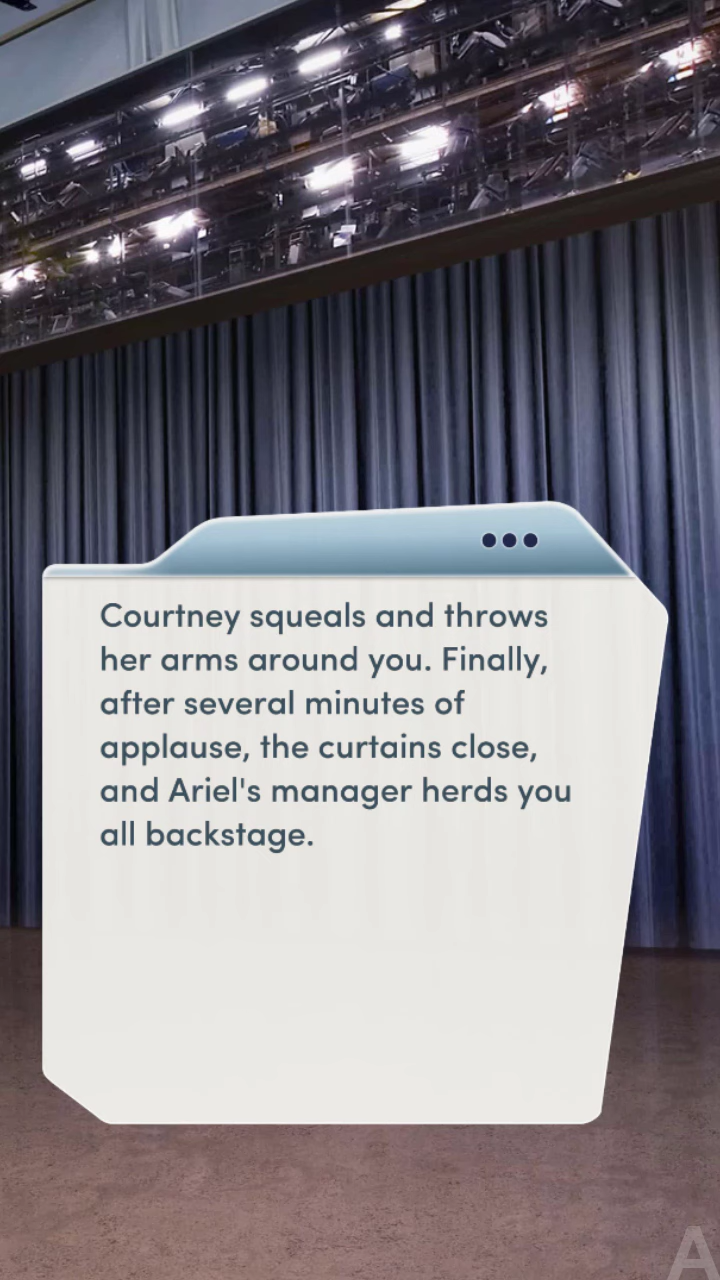 Courtney squeals and throws
her arms around you. Finally,
after several minutes of
applause, the curtains close,
and Ariel's manager herds you
all backstage.
A